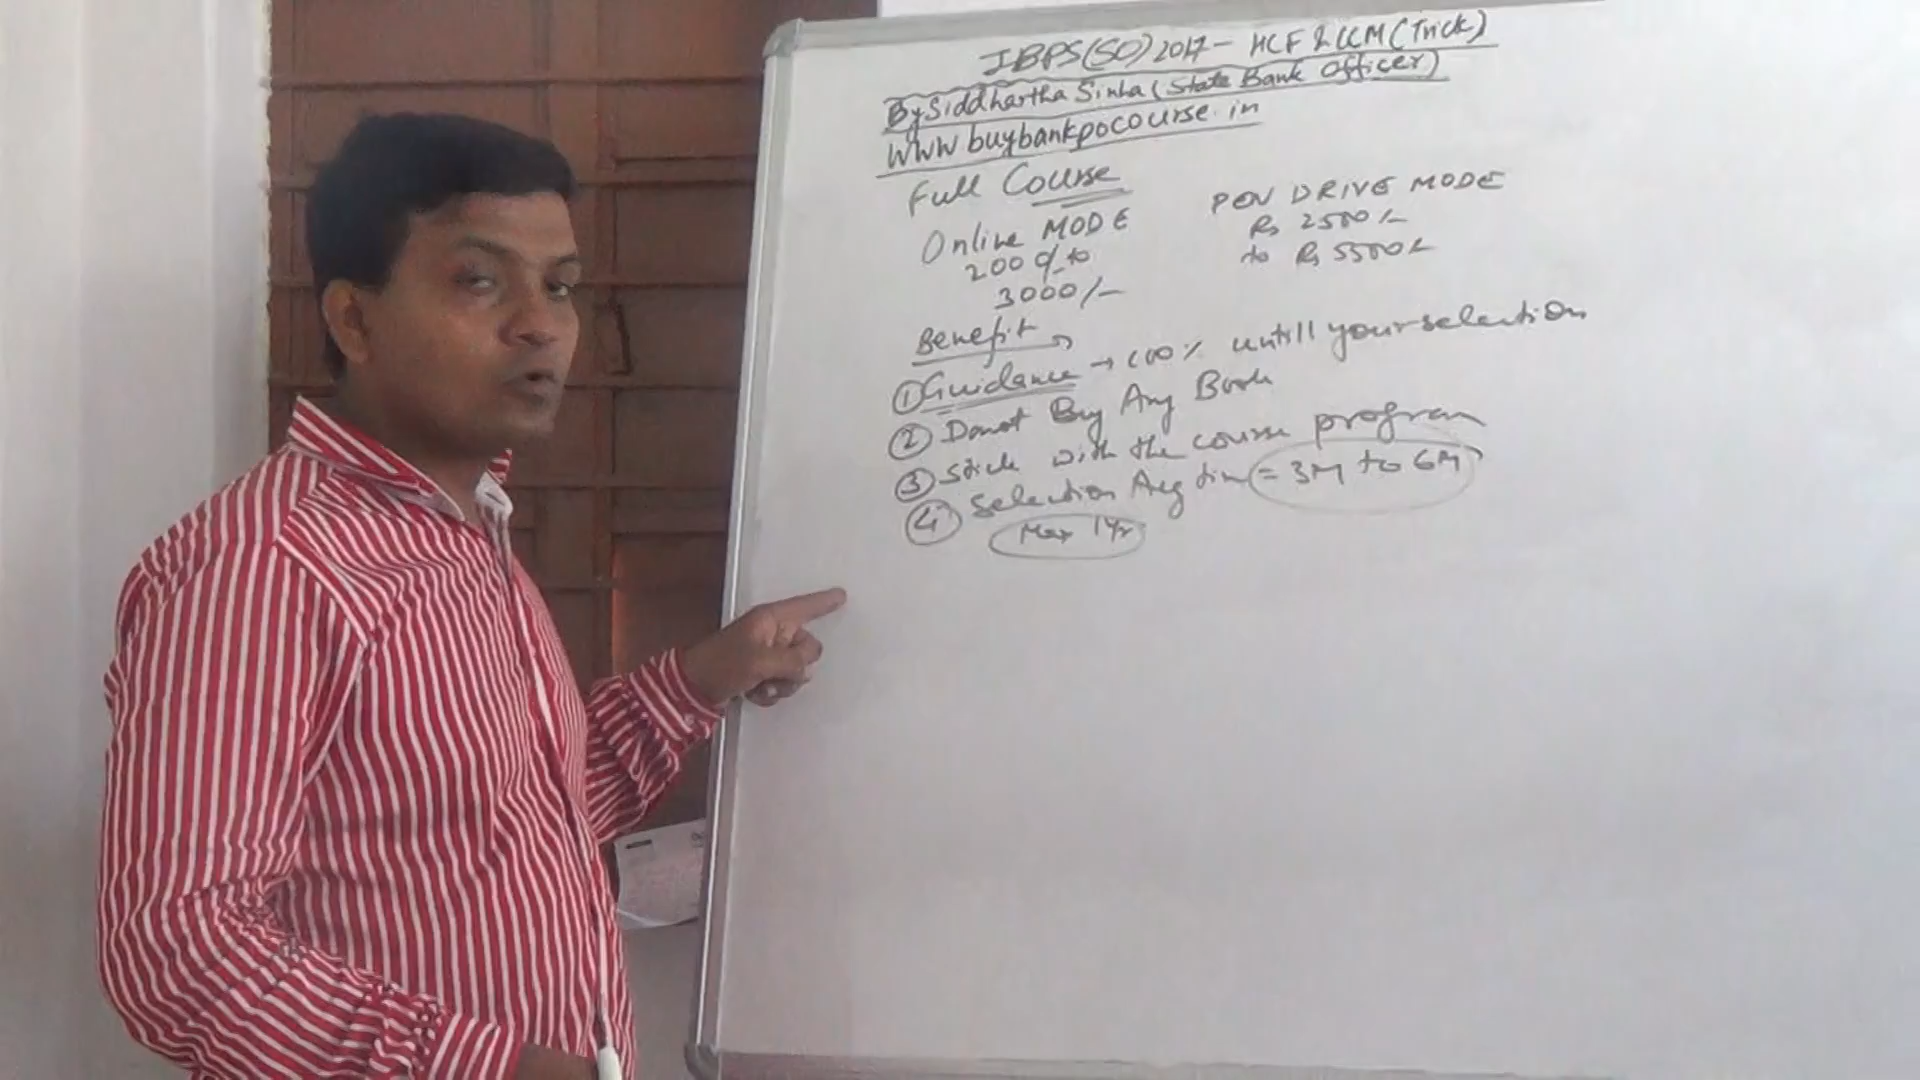 IBPS(SO) 2017 - HCF & LCM (Trick)
By Siddhartha Sinha (State Bank Officer)
www buybankpocourse.in
Full Course
Online MODE
2000/- to
3000/-
PEN DRIVE MODE
Rs 2500/-
to Rs 5500/-
Benefit
① Guidance → 100% untill your selection
② Donot Buy Any Book
③ stick with the course program
④ Selection Avg time = 3M to 6M
Max 1Yr